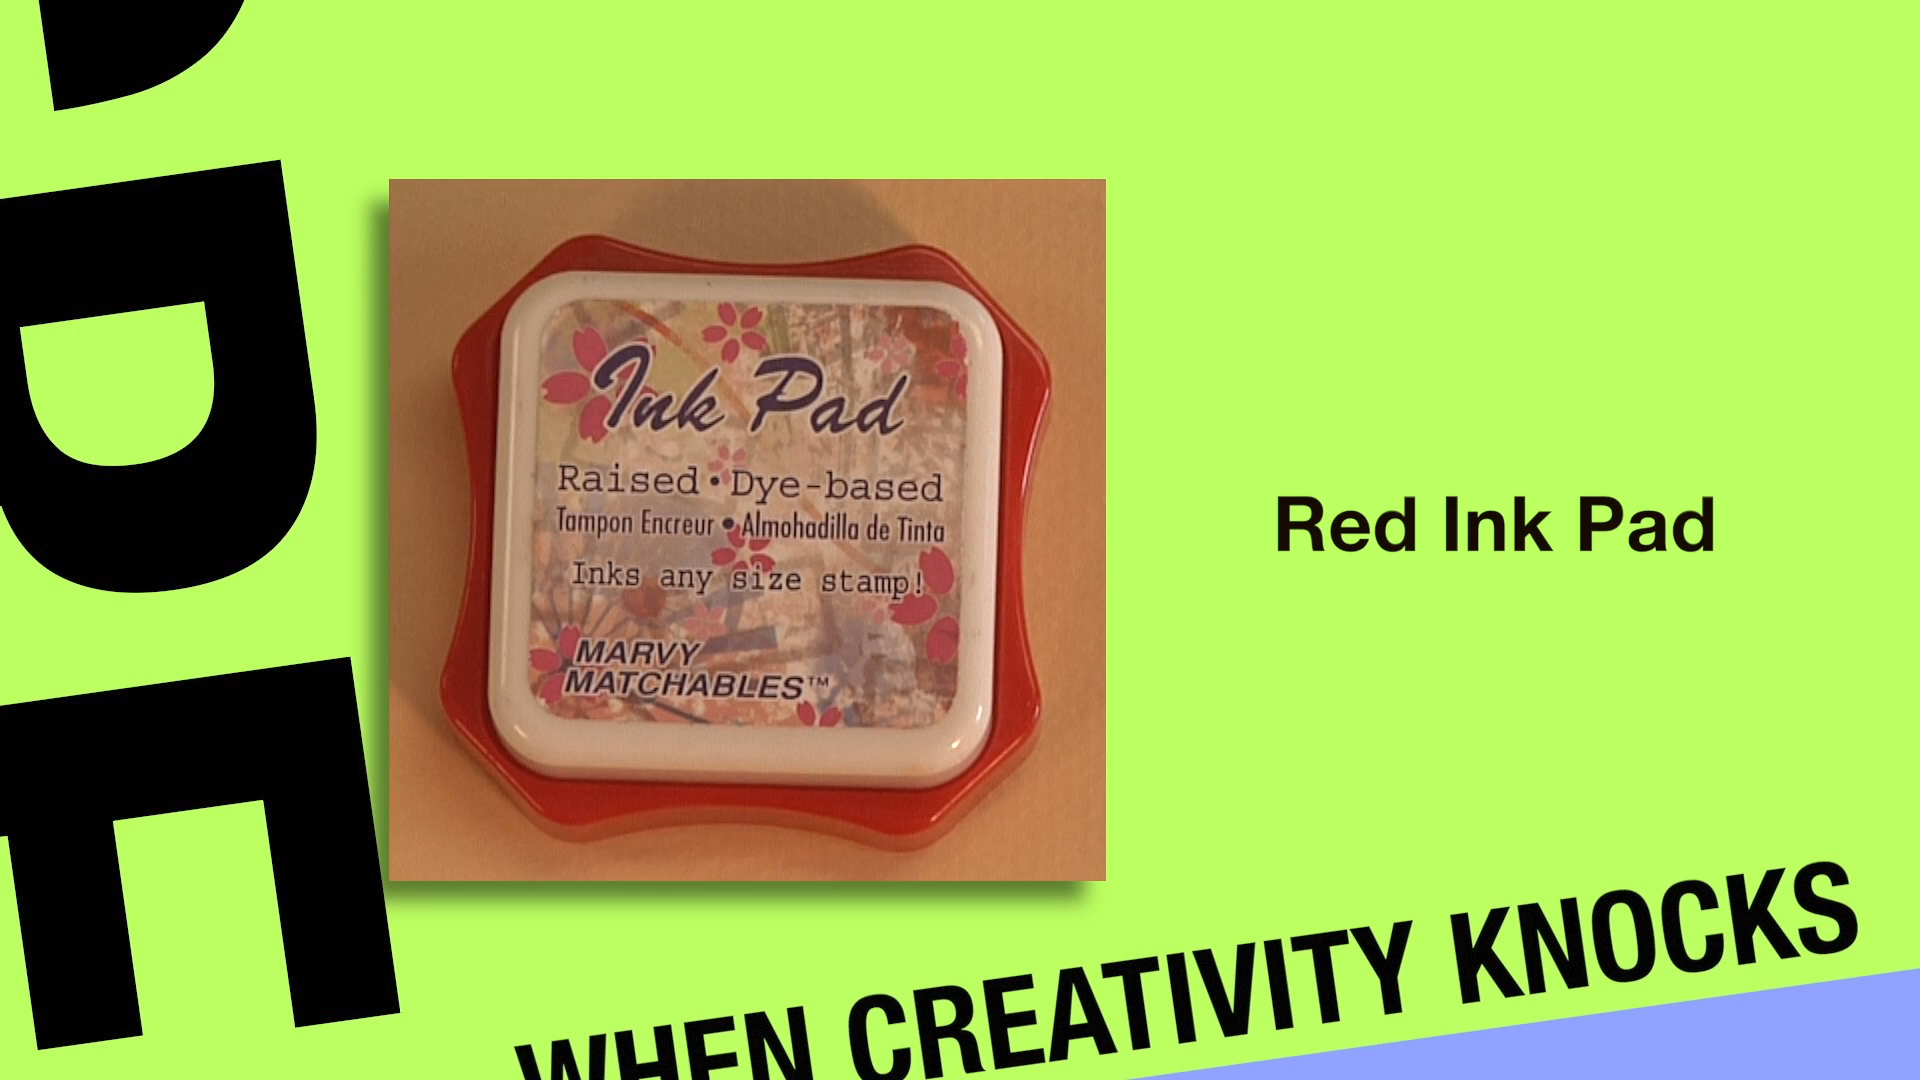 Ink Pad
Raised • Dye-based
Tampon Encreur • Almohadilla de Tinta
Inks any size stamp!
MARVY
MATCHABLES™
Red Ink Pad
WHEN CREATIVITY KNOCKS